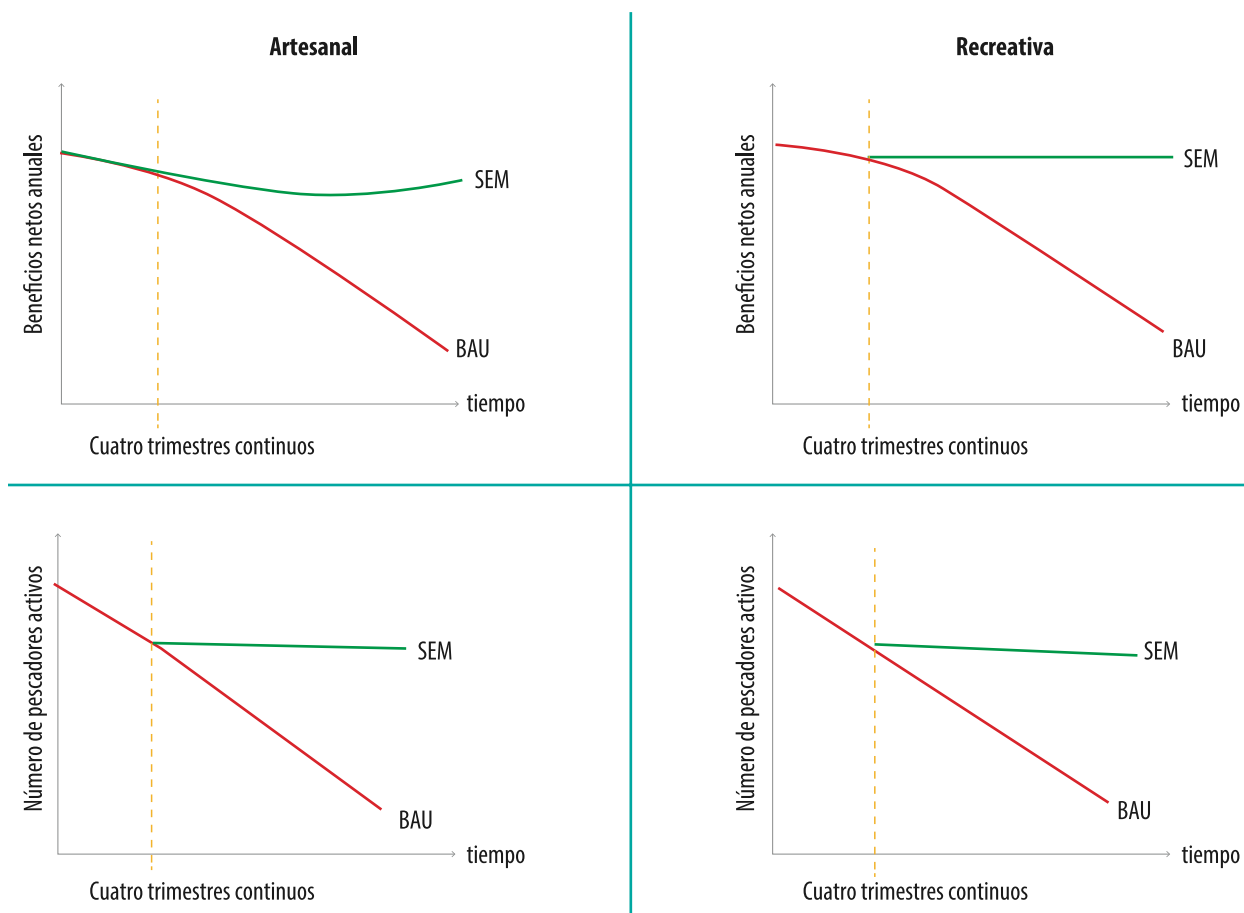 Artesanal
Beneficios netos anuales
SEM
BAU
tiempo
Cuatro trimestres continuos
Recreativa
Beneficios netos anuales
SEM
BAU
tiempo
Cuatro trimestres continuos
Número de pescadores activos
SEM
BAU
tiempo
Cuatro trimestres continuos
Número de pescadores activos
SEM
BAU
tiempo
Cuatro trimestres continuos